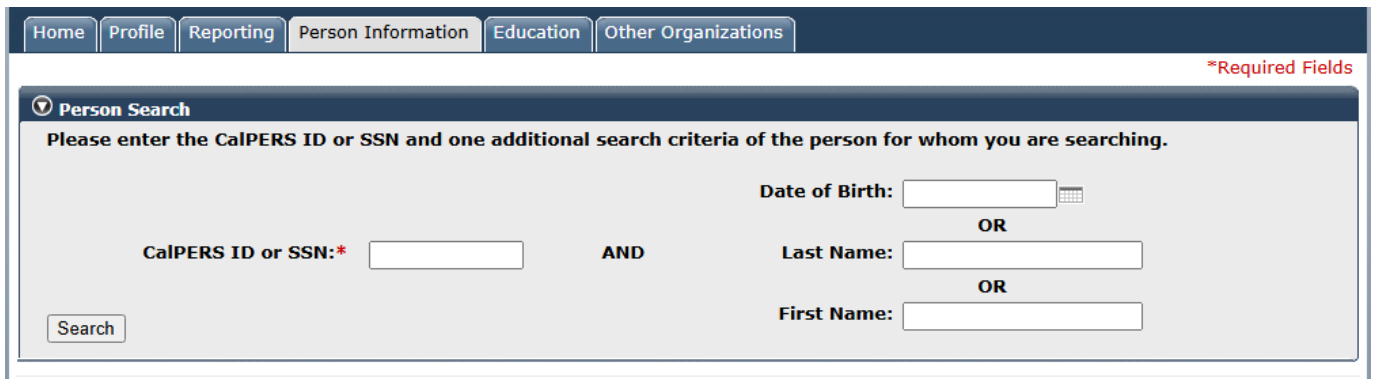 Home Profile Reporting Person Information Education Other Organizations
*Required Fields
Person Search
Please enter the CalPERS ID or SSN and one additional search criteria of the person for whom you are searching.
Date of Birth:
OR
CalPERS ID or SSN:* AND Last Name:
OR
First Name:
Search